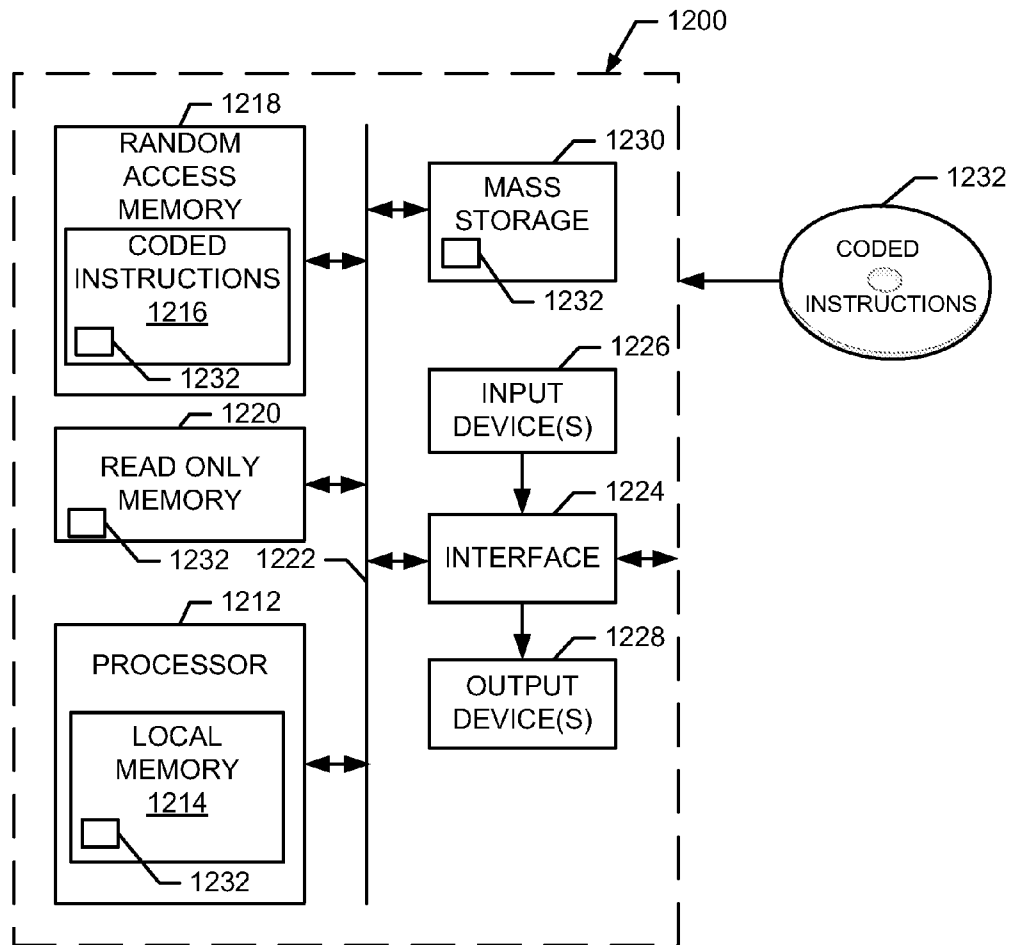 1200
1218
RANDOM
ACCESS
MEMORY
CODED
INSTRUCTIONS
1216
1232
1230
MASS
STORAGE
1232
1232
CODED
INSTRUCTIONS
1226
INPUT
DEVICE(S)
1220
READ ONLY
MEMORY
1232
1222
1224
INTERFACE
1212
PROCESSOR
LOCAL
MEMORY
1214
1232
1228
OUTPUT
DEVICE(S)